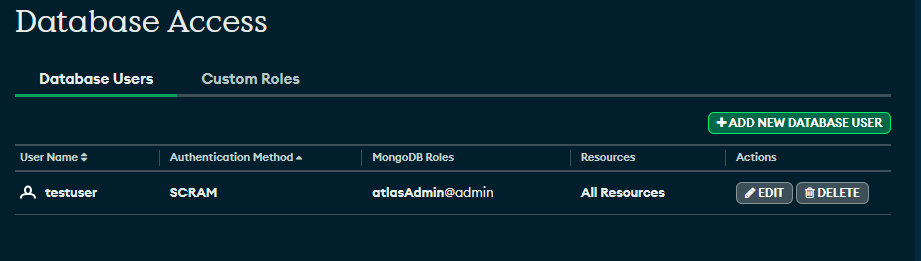 Database Access
Database Users Custom Roles
+ ADD NEW DATABASE USER
User Name Authentication Method MongoDB Roles Resources Actions
testuser SCRAM atlasAdmin@admin All Resources EDIT DELETE